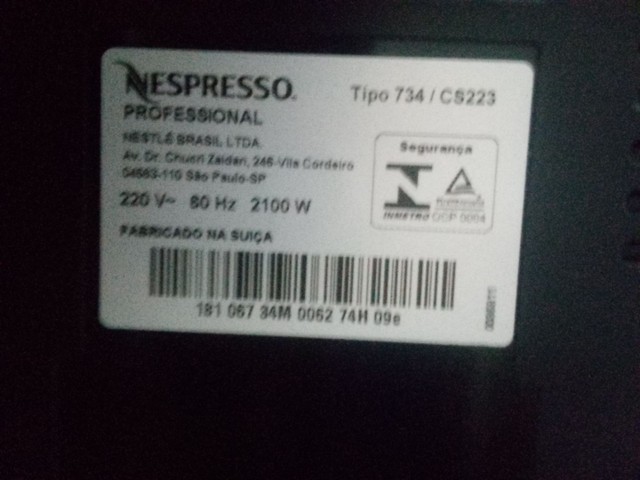 NESPRESSO.
Tipo 734 / CS223
PROFESSIONAL
NESTLÉ BRASIL LTDA.
Av. Dr. Chucri Zaidan, 246-Vila Cordeiro
04583-110 São Paulo-SP
Segurança
INMETRO OCP 0004
220 V~ 60 Hz 2100 W
FABRICADO NA SUIÇA
181 067 34M 0062 74H 09e